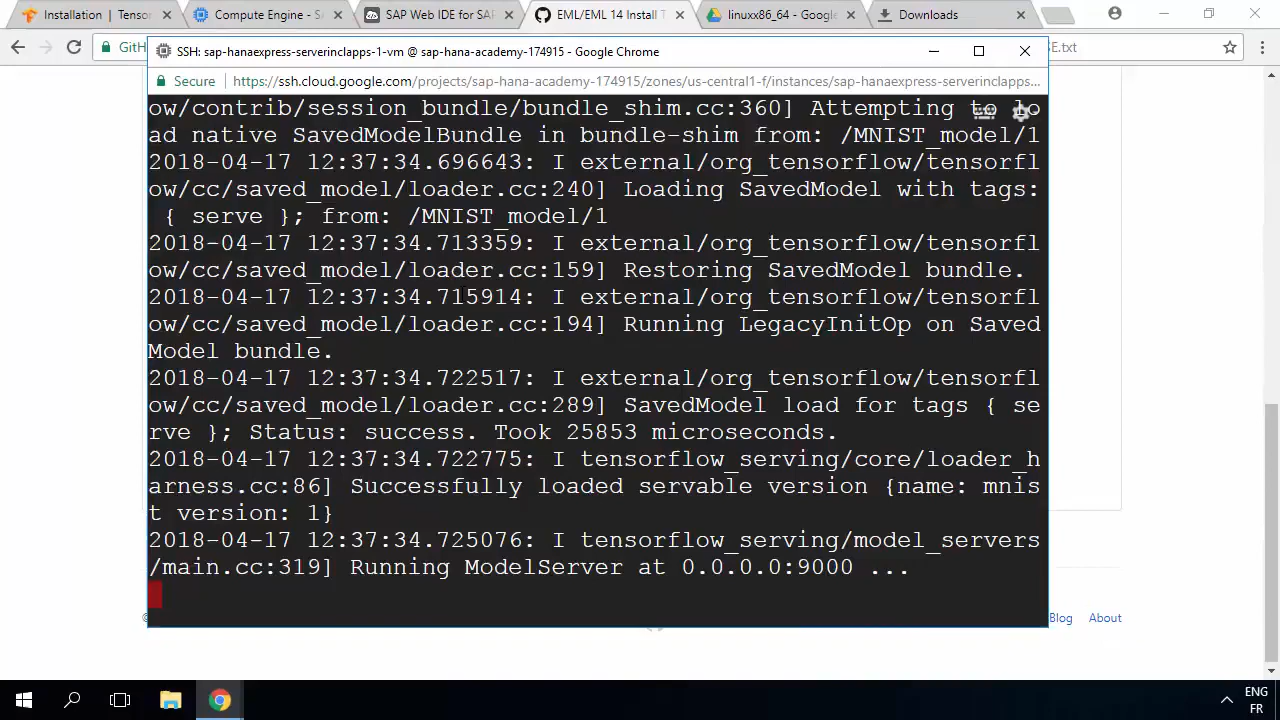 Installation | Tensor
Compute Engine - Sa
SAP Web IDE for SAP
EML/EML 14 Install T
linuxx86_64 - Google
Downloads
GitH
E.txt
SSH: sap-hanaexpress-serverinclapps-1-vm @ sap-hana-academy-174915 - Google Chrome
Secure https://ssh.cloud.google.com/projects/sap-hana-academy-174915/zones/us-central1-f/instances/sap-hanaexpress-serverinclapps...
ow/contrib/session_bundle/bundle_shim.cc:360] Attempting to lo
ad native SavedModelBundle in bundle-shim from: /MNIST_model/1
2018-04-17 12:37:34.696643: I external/org_tensorflow/tensorfl
ow/cc/saved_model/loader.cc:240] Loading SavedModel with tags:
{ serve }; from: /MNIST_model/1
2018-04-17 12:37:34.713359: I external/org_tensorflow/tensorfl
ow/cc/saved_model/loader.cc:159] Restoring SavedModel bundle.
2018-04-17 12:37:34.715914: I external/org_tensorflow/tensorfl
ow/cc/saved_model/loader.cc:194] Running LegacyInitOp on Saved
Model bundle.
2018-04-17 12:37:34.722517: I external/org_tensorflow/tensorfl
ow/cc/saved_model/loader.cc:289] SavedModel load for tags { se
rve }; Status: success. Took 25853 microseconds.
2018-04-17 12:37:34.722775: I tensorflow_serving/core/loader_h
arness.cc:86] Successfully loaded servable version {name: mnis
t version: 1}
2018-04-17 12:37:34.725076: I tensorflow_serving/model_servers
/main.cc:319] Running ModelServer at 0.0.0.0:9000 ...
Blog About
ENG
FR